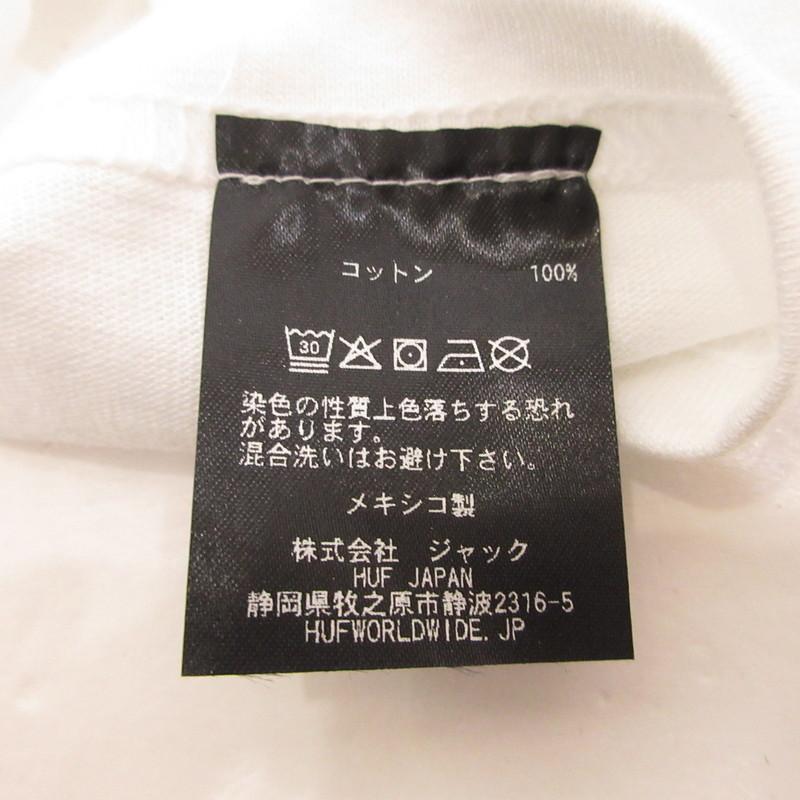 コットン 100%
30
染色の性質上色落ちする恐れ
があります。
混合洗いはお避け下さい。
メキシコ製
株式会社 ジャック
HUF JAPAN
静岡県牧之原市静波2316-5
HUFWORLDWIDE.JP